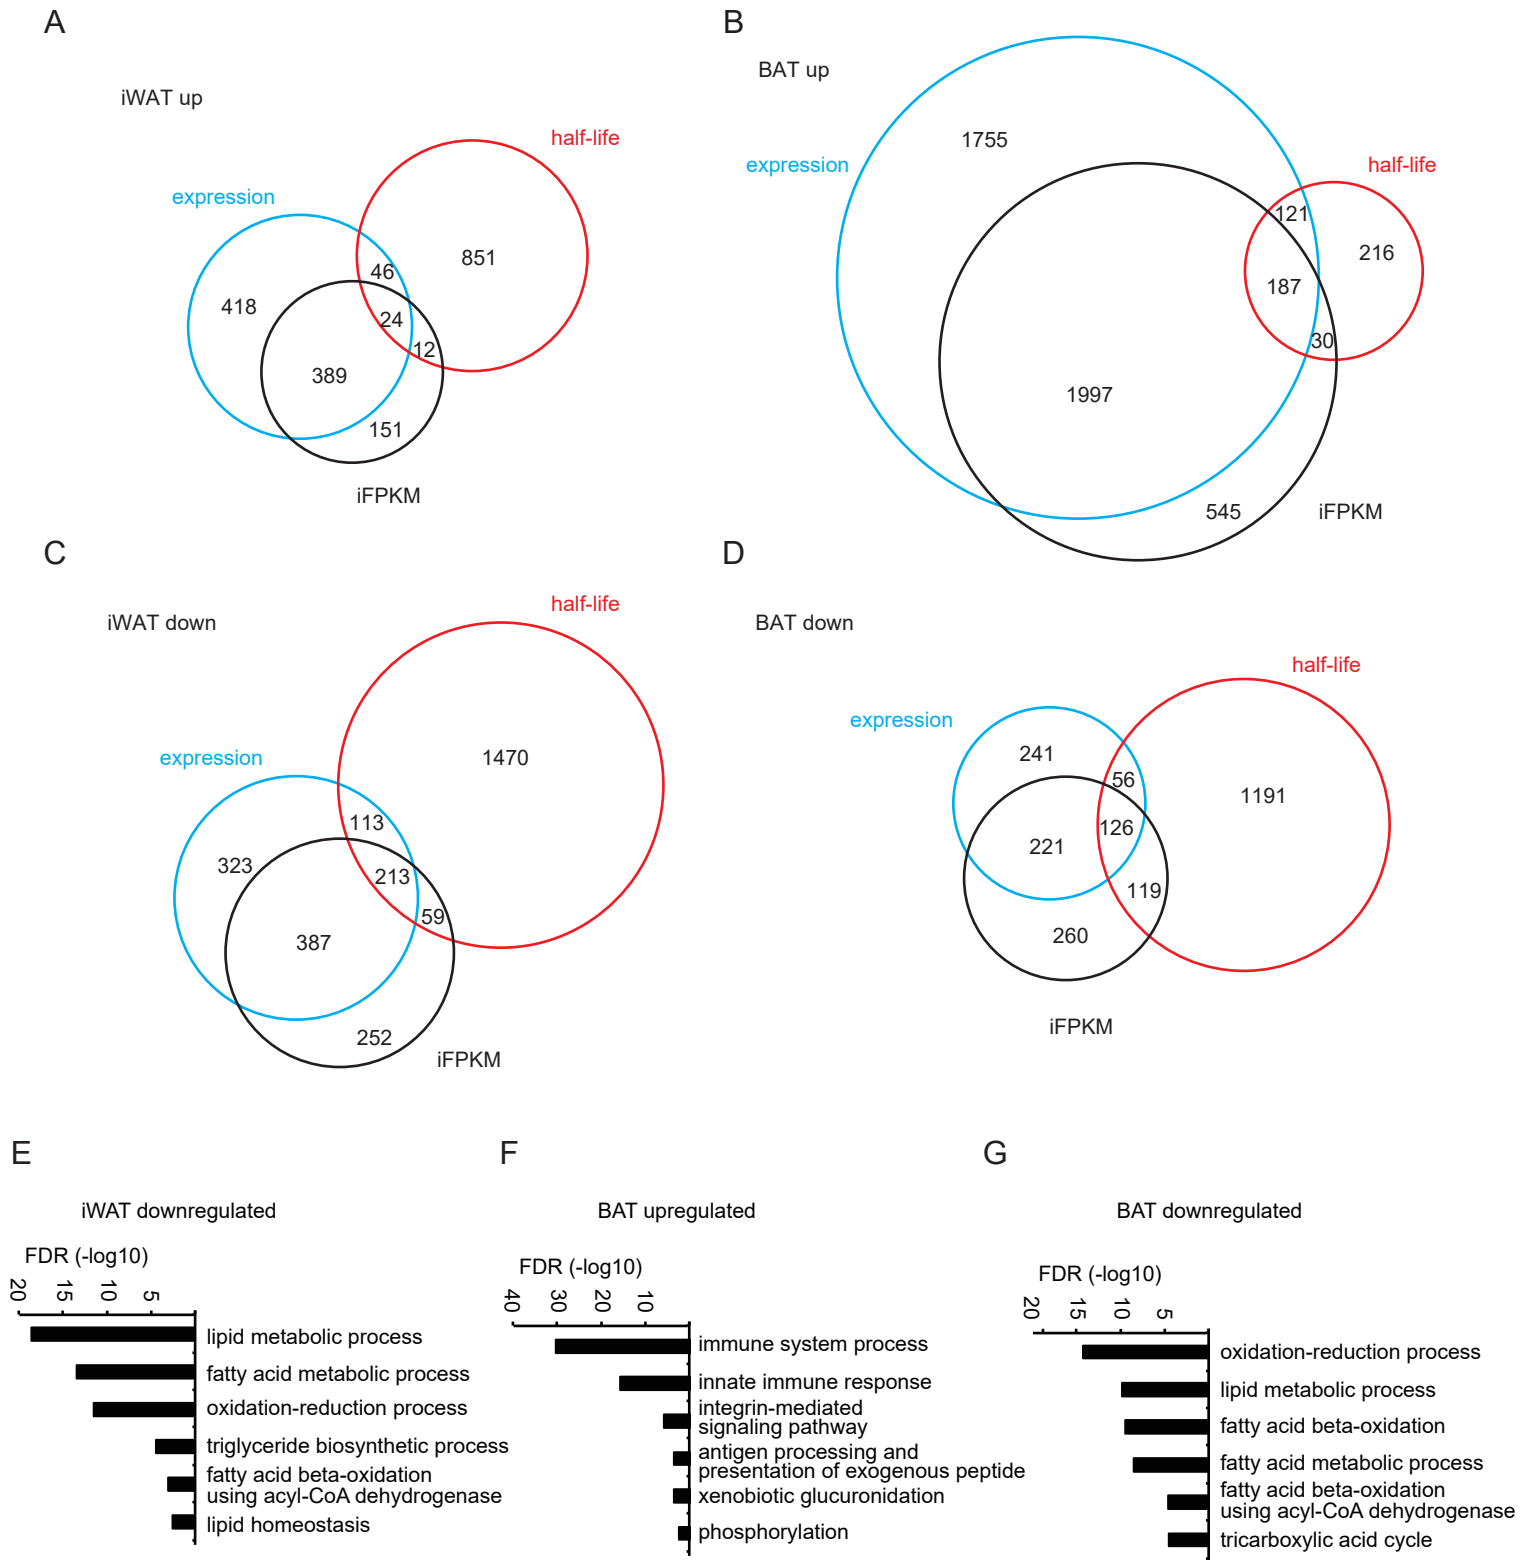 A
iWAT up
expression
half-life
418
46
851
24
12
389
151
iFPKM
B
BAT up
expression
1755
half-life
121
216
187
30
1997
545
iFPKM
C
iWAT down
half-life
expression
1470
113
323
213
59
387
252
iFPKM
D
BAT down
half-life
expression
241
56
1191
126
221
119
260
iFPKM
E
iWAT downregulated
FDR (-log10)
20 15 10 5
lipid metabolic process
fatty acid metabolic process
oxidation-reduction process
triglyceride biosynthetic process
fatty acid beta-oxidation
using acyl-CoA dehydrogenase
lipid homeostasis
F
BAT upregulated
FDR (-log10)
40 30 20 10
immune system process
innate immune response
integrin-mediated
signaling pathway
antigen processing and
presentation of exogenous peptide
xenobiotic glucuronidation
phosphorylation
G
BAT downregulated
FDR (-log10)
20 15 10 5
oxidation-reduction process
lipid metabolic process
fatty acid beta-oxidation
fatty acid metabolic process
fatty acid beta-oxidation
using acyl-CoA dehydrogenase
tricarboxylic acid cycle